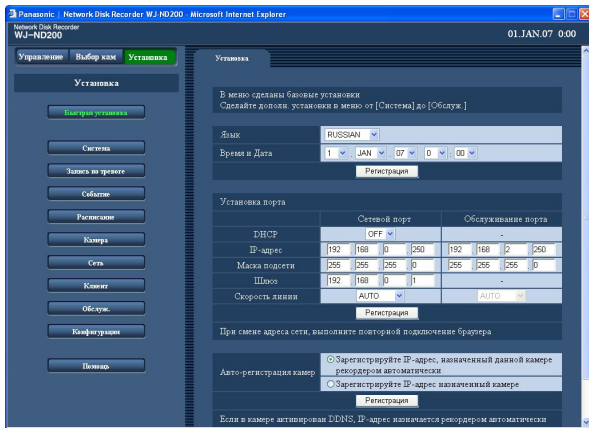 Panasonic | Network Disk Recorder WJ-ND200 - Microsoft Internet Explorer
Network Disk Recorder
WJ-ND200
01.JAN.07 0:00
Управление Выбор кам Установка
Установка
Быстрая установка
Система
Запись по тревоге
Событие
Расписание
Камера
Сеть
Клиент
Обслуж.
Конфигурация
Помощь
Установка
В меню сделаны базовые установки
Сделайте дополн. установки в меню от [Система] до [Обслуж.]
Язык RUSSIAN
Время и Дата 1 . JAN . 07 0 : 00
Регистрация
Установка порта
Сетевой порт Обслуживание порта
DHCP OFF -
IP-адрес 192 . 168 . 0 . 250 192 . 168 . 2 . 250
Маска подсети 255 . 255 . 255 . 0 255 . 255 . 255 . 0
Шлюз 192 . 168 . 0 . 1 -
Скорость линии AUTO AUTO
Регистрация
При смене адреса сети, выполните повторной подключение браузера
Авто-регистрация камер
Зарегистрируйте IP-адрес, назначенный данной камере
рекордером автоматически
Зарегистрируйте IP-адрес назначенный камере
Регистрация
Если в камере активирован DDNS, IP-адрес назначается рекордером автоматически